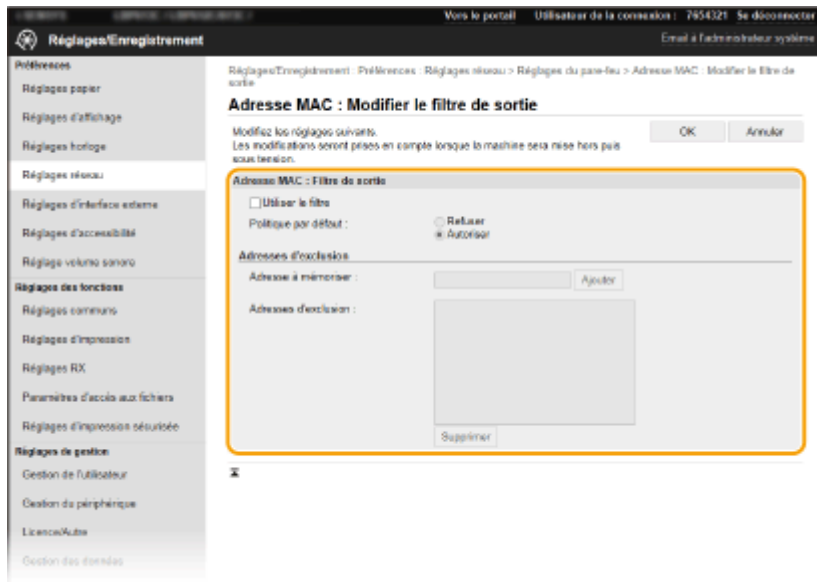 Vers le portail Utilisateur de la connexion : 7654321 Se déconnecter
Réglages/Enregistrement
Email à l'administrateur système
Préférences
Réglages papier
Réglages d'affichage
Réglages horloge
Réglages réseau
Réglages d'interface externe
Réglages d'accessibilité
Réglage volume sonore
Réglages des fonctions
Réglages communs
Réglages d'impression
Réglages RX
Paramètres d'accès aux fichiers
Réglages d'impression sécurisée
Réglages de gestion
Gestion de l'utilisateur
Gestion du périphérique
Licence/Autre
Gestion des données
Réglages/Enregistrement : Préférences : Réglages réseau > Réglages du pare-feu > Adresse MAC : Modifier le filtre de
sortie
Adresse MAC : Modifier le filtre de sortie
Modifiez les réglages suivants.
Les modifications seront prises en compte lorsque la machine sera mise hors puis
sous tension.
OK Annuler
Adresse MAC : Filtre de sortie
Utiliser le filtre
Politique par défaut :
Refuser
Autoriser
Adresses d'exclusion
Adresse à mémoriser :
Ajouter
Adresses d'exclusion :
Supprimer